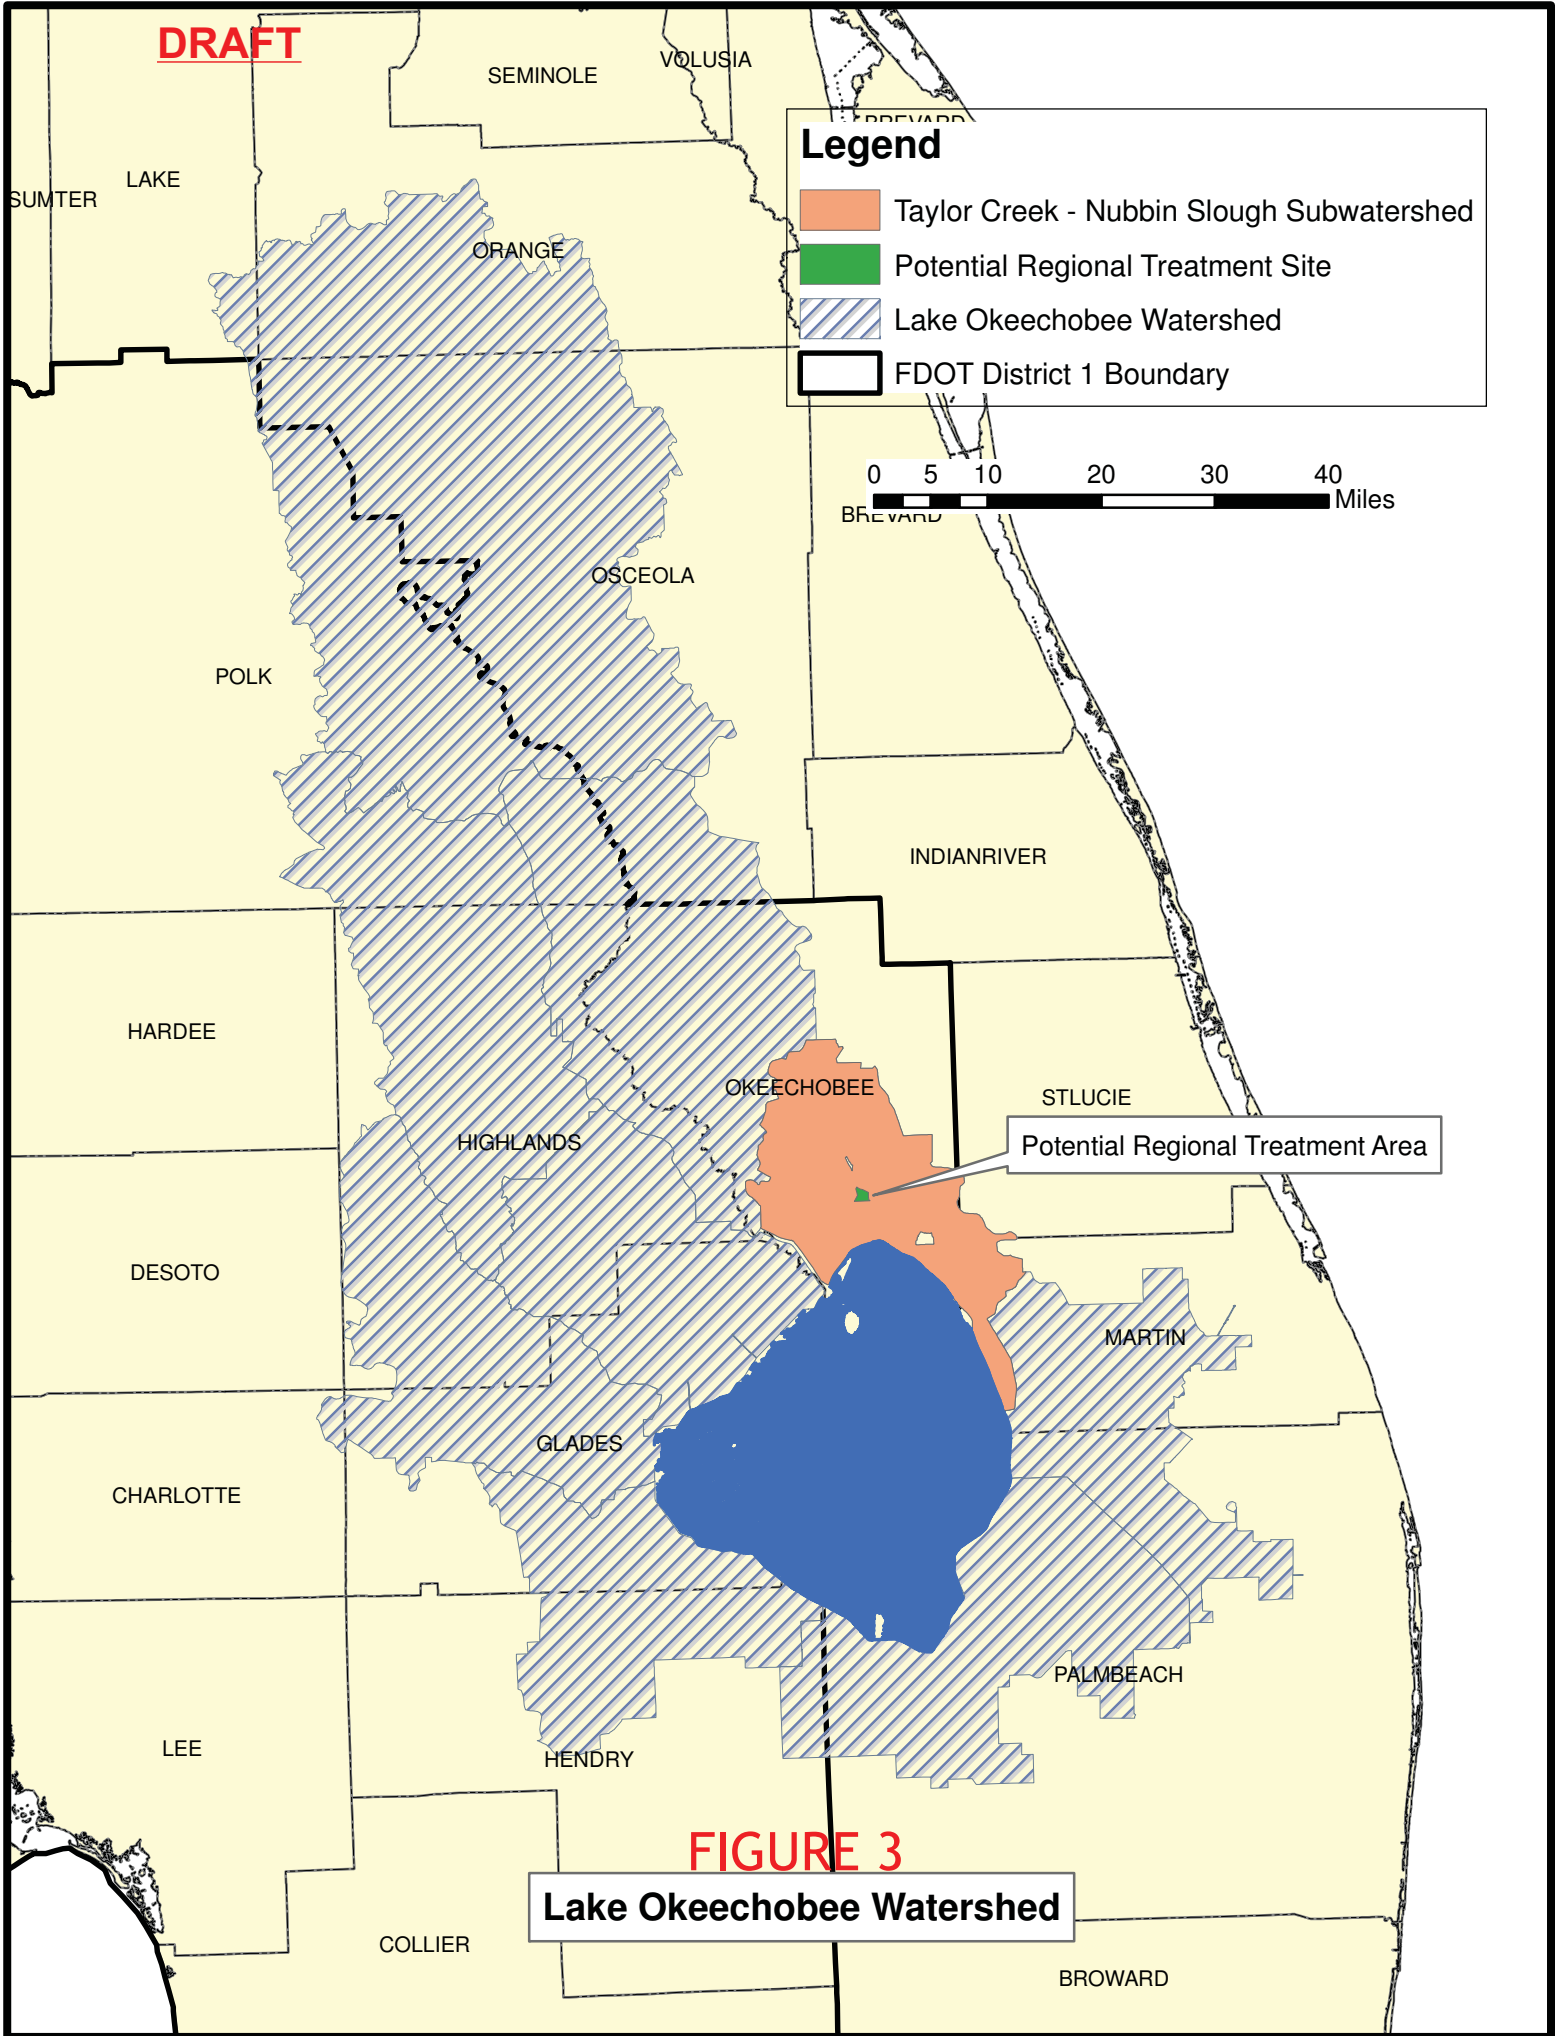 DRAFT
SEMINOLE
VOLUSIA
BREVARD
Legend
Taylor Creek - Nubbin Slough Subwatershed
Potential Regional Treatment Site
Lake Okeechobee Watershed
FDOT District 1 Boundary
LAKE
SUMTER
ORANGE
0 5 10 20 30 40
Miles
BREVARD
OSCEOLA
POLK
INDIANRIVER
HARDEE
OKEECHOBEE
STLUCIE
HIGHLANDS
Potential Regional Treatment Area
DESOTO
MARTIN
GLADES
CHARLOTTE
PALMBEACH
LEE
HENDRY
FIGURE 3
Lake Okeechobee Watershed
COLLIER
BROWARD